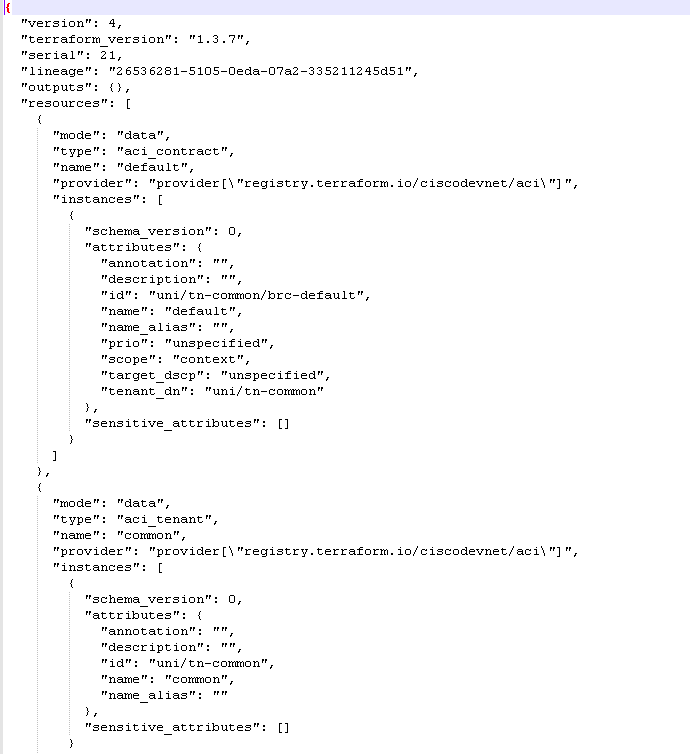 {
"version": 4,
"terraform_version": "1.3.7",
"serial": 21,
"lineage": "26536281-5105-0eda-07a2-335211245d51",
"outputs": {},
"resources": [
{
"mode": "data",
"type": "aci_contract",
"name": "default",
"provider": "provider[\"registry.terraform.io/ciscodevnet/aci\"]",
"instances": [
{
"schema_version": 0,
"attributes": {
"annotation": "",
"description": "",
"id": "uni/tn-common/brc-default",
"name": "default",
"name_alias": "",
"prio": "unspecified",
"scope": "context",
"target_dscp": "unspecified",
"tenant_dn": "uni/tn-common"
},
"sensitive_attributes": []
}
]
},
{
"mode": "data",
"type": "aci_tenant",
"name": "common",
"provider": "provider[\"registry.terraform.io/ciscodevnet/aci\"]",
"instances": [
{
"schema_version": 0,
"attributes": {
"annotation": "",
"description": "",
"id": "uni/tn-common",
"name": "common",
"name_alias": ""
},
"sensitive_attributes": []
}